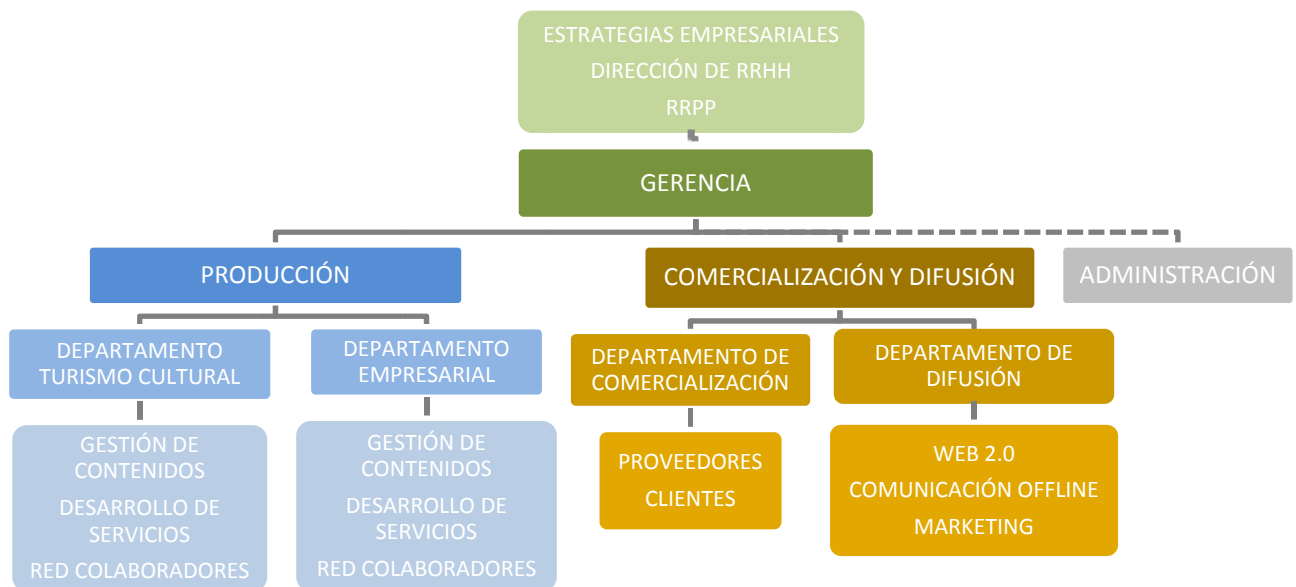 ESTRATEGIAS EMPRESARIALES
DIRECCIÓN DE RRHH
RRPP
GERENCIA
PRODUCCIÓN
COMERCIALIZACIÓN Y DIFUSIÓN
ADMINISTRACIÓN
DEPARTAMENTO
TURISMO CULTURAL
DEPARTAMENTO
EMPRESARIAL
DEPARTAMENTO DE
COMERCIALIZACIÓN
DEPARTAMENTO DE
DIFUSIÓN
GESTIÓN DE
CONTENIDOS
DESARROLLO DE
SERVICIOS
RED COLABORADORES
GESTIÓN DE
CONTENIDOS
DESARROLLO DE
SERVICIOS
RED COLABORADORES
PROVEEDORES
CLIENTES
WEB 2.0
COMUNICACIÓN OFFLINE
MARKETING